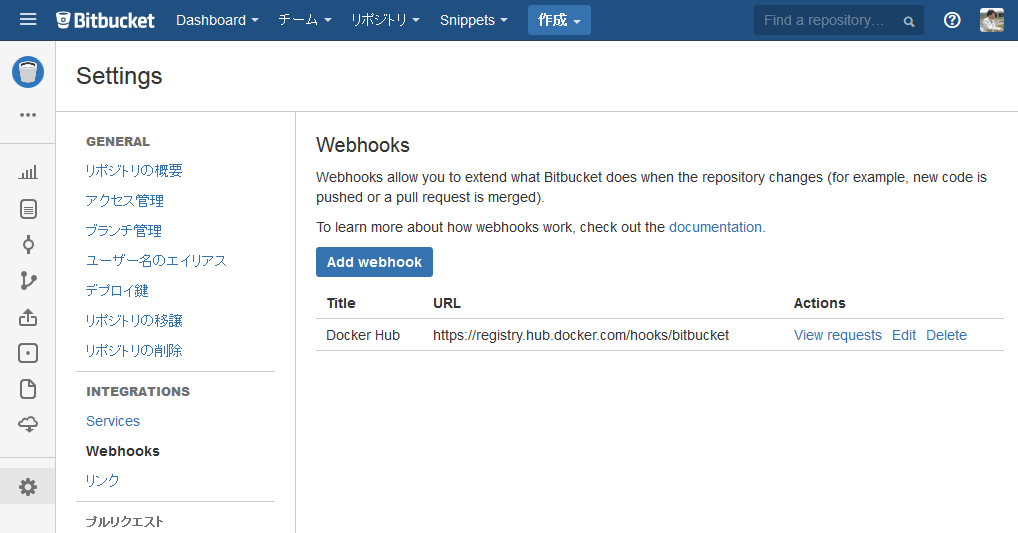 Bitbucket Dashboard チーム リポジトリ Snippets 作成 Find a repository...
Settings
GENERAL
リポジトリの概要
アクセス管理
ブランチ管理
ユーザー名のエイリアス
デプロイ鍵
リポジトリの移譲
リポジトリの削除
INTEGRATIONS
Services
Webhooks
リンク
プルリクエスト
Webhooks
Webhooks allow you to extend what Bitbucket does when the repository changes (for example, new code is
pushed or a pull request is merged).
To learn more about how webhooks work, check out the documentation.
Add webhook
Title URL Actions
Docker Hub https://registry.hub.docker.com/hooks/bitbucket View requests Edit Delete